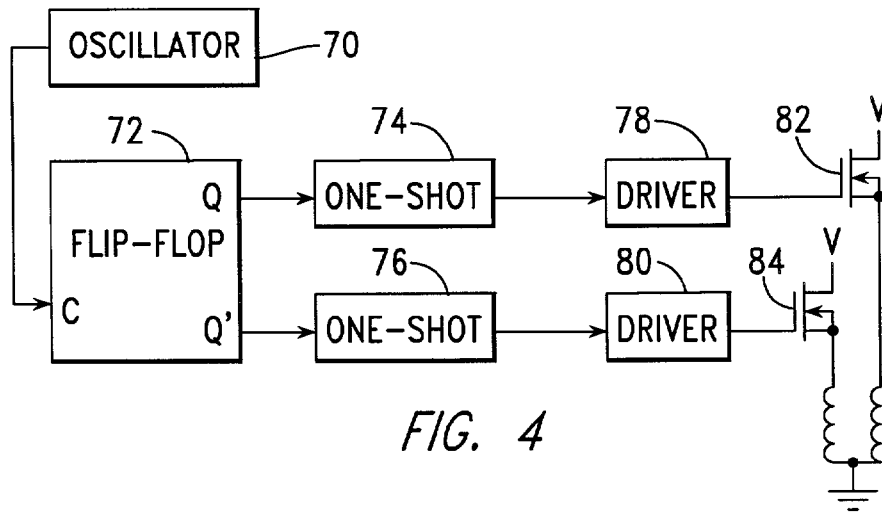 OSCILLATOR 70
72 74 78 82 V
Q ONE-SHOT DRIVER
FLIP-FLOP
76 80 84 V
C Q' ONE-SHOT DRIVER
FIG. 4